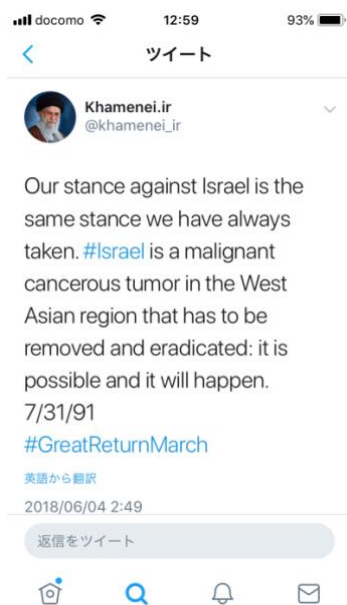 docomo 12:59 93%
ツイート
Khamenei.ir
@khamenei_ir
Our stance against Israel is the
same stance we have always
taken. #Israel is a malignant
cancerous tumor in the West
Asian region that has to be
removed and eradicated: it is
possible and it will happen.
7/31/91
#GreatReturnMarch
英語から翻訳
2018/06/04 2:49
返信をツイート